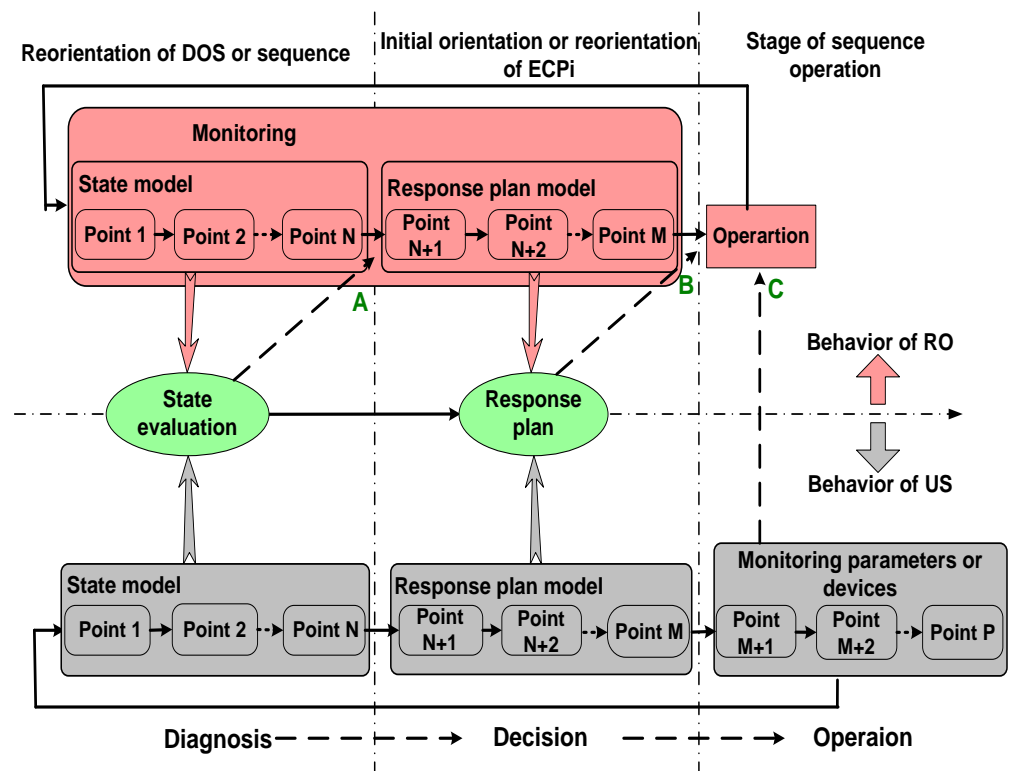 Reorientation of DOS or sequence
Initial orientation or reorientation
of ECPi
Stage of sequence
operation
Monitoring
State model
Point 1
Point 2
Point N
Response plan model
Point
N+1
Point
N+2
Point M
Operartion
A
B
C
State
evaluation
Response
plan
Behavior of RO
Behavior of US
State model
Point 1
Point 2
Point N
Response plan model
Point
N+1
Point
N+2
Point M
Monitoring parameters or
devices
Point
M+1
Point
M+2
Point P
Diagnosis
Decision
Operaion